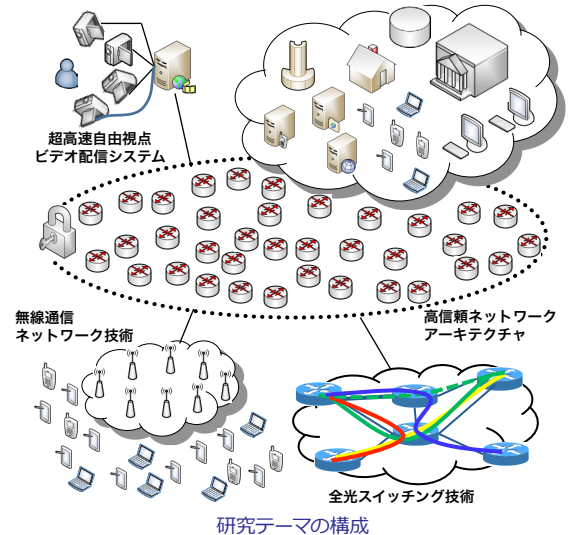 超高速自由視点
ビデオ配信システム
無線通信
ネットワーク技術
高信頼ネットワーク
アーキテクチャ
全光スイッチング技術
研究テーマの構成